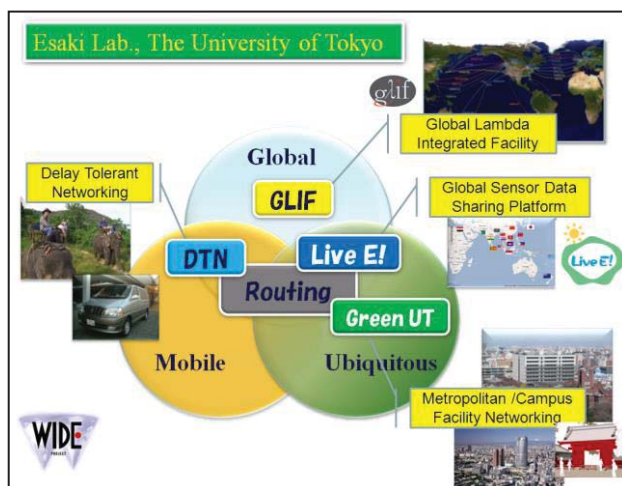 Esaki Lab., The University of Tokyo
glif
Global Lambda
Integrated Facility
Global
GLIF
Delay Tolerant
Networking
Global Sensor Data
Sharing Platform
DTN
Live E!
Live E!
Routing
Green UT
Mobile
Ubiquitous
Metropolitan /Campus
Facility Networking
WIDE
PROJECT